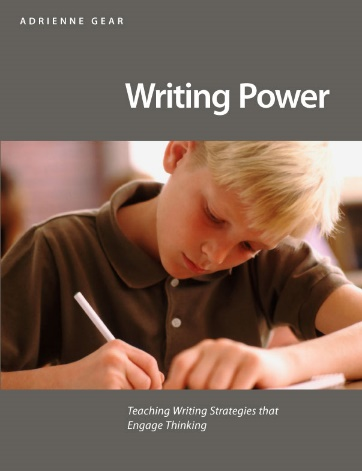 ADRIENNE GEAR
Writing Power
Teaching Writing Strategies that
Engage Thinking